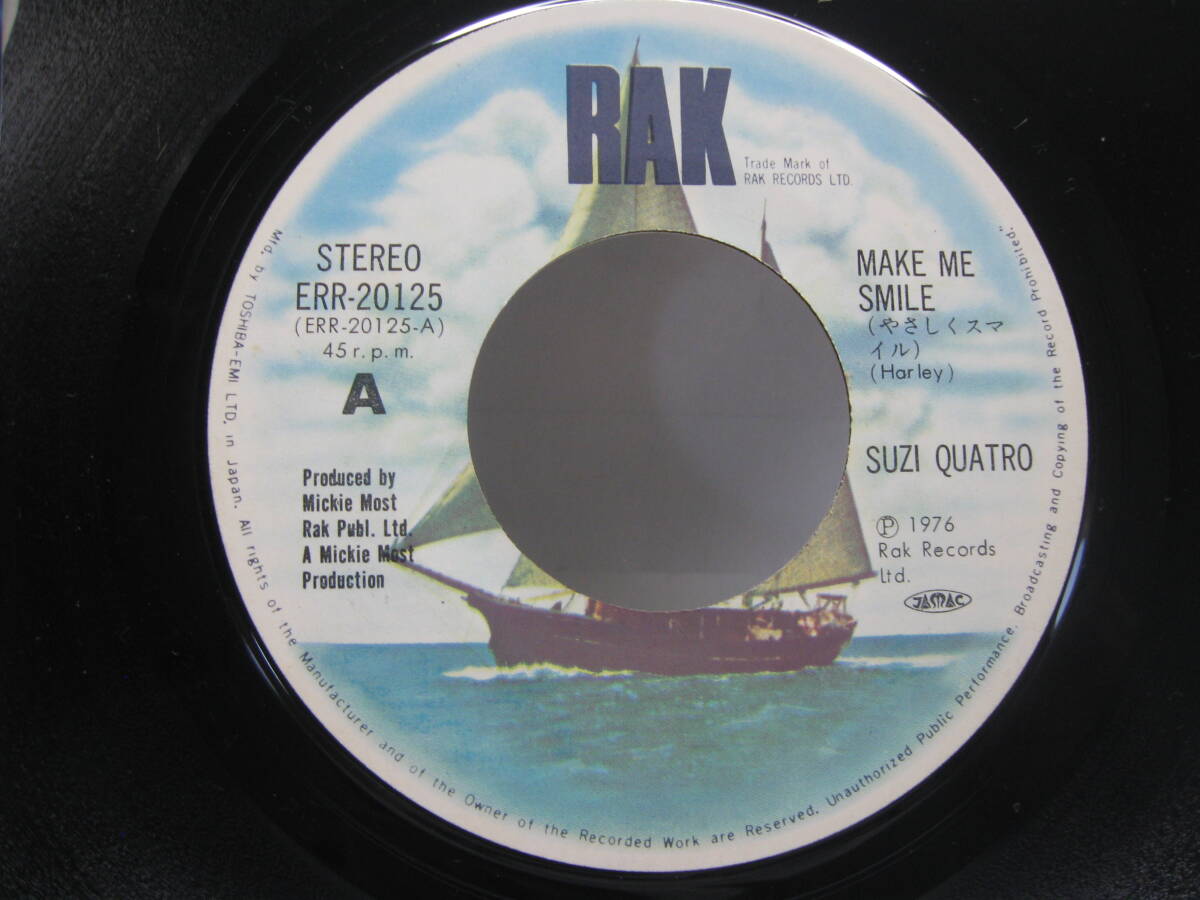 RAK
Trade Mark of
RAK RECORDS LTD.
STEREO
ERR-20125
(ERR-20125-A)
45 r.p.m.
A
Produced by
Mickie Most
Rak Publ. Ltd.
A Mickie Most
Production
MAKE ME
SMILE
(やさしくスマ
イル)
(Harley)
SUZI QUATRO
Ⓟ 1976
Rak Records
Ltd.
JASRAC
Mfd. by TOSHIBA-EMI LTD, in Japan. All rights of the Manufacturer and of the Owner of the Recorded Work are Reserved. Unauthorized Public Performance, Broadcasting and Copying of the Record Prohibited."